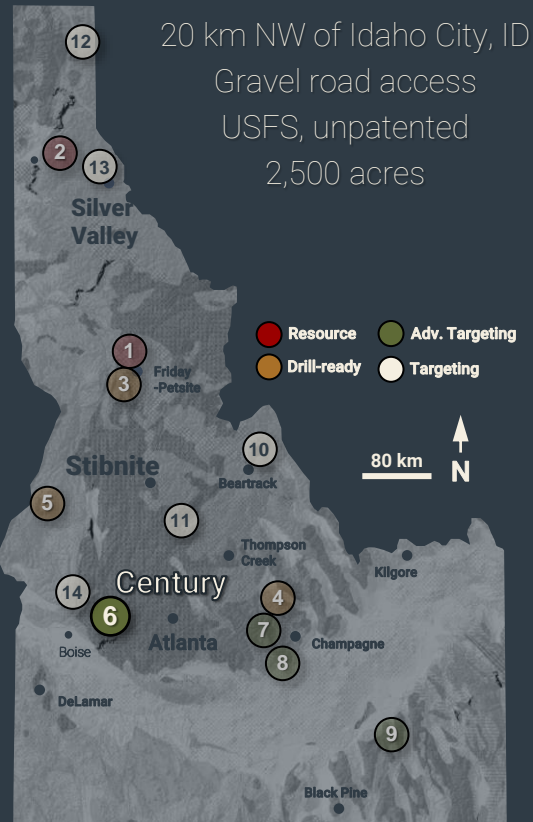 20 km NW of Idaho City, ID
Gravel road access
USFS, unpatented
2,500 acres
12
2
13
Silver
Valley
Resource
Adv. Targeting
Drill-ready
Targeting
1
Friday
-Petsite
3
80 km
N
10
Stibnite
Beartrack
5
11
Thompson
Creek
Kilgore
Century
14
4
6
7
Atlanta
Champagne
Boise
8
DeLamar
9
Black Pine